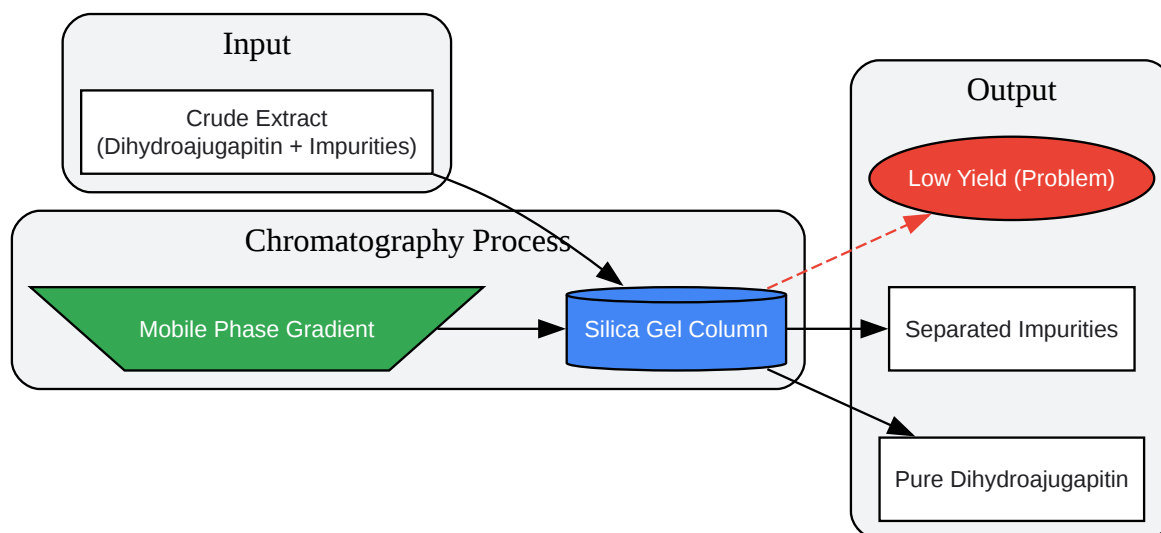 Input
Crude Extract
(Dihydroajugapitin + Impurities)
Chromatography Process
Mobile Phase Gradient
Silica Gel Column
Output
Low Yield (Problem)
Separated Impurities
Pure Dihydroajugapitin